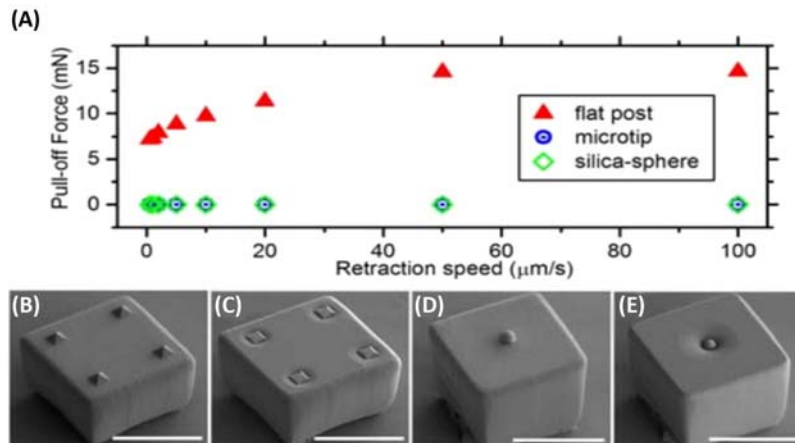 (A)
Pull-off Force (mN)
15
10
5
0
flat post
microtip
silica-sphere
0 20 40 60 80 100
Retraction speed (μm/s)
(B) (C) (D) (E)